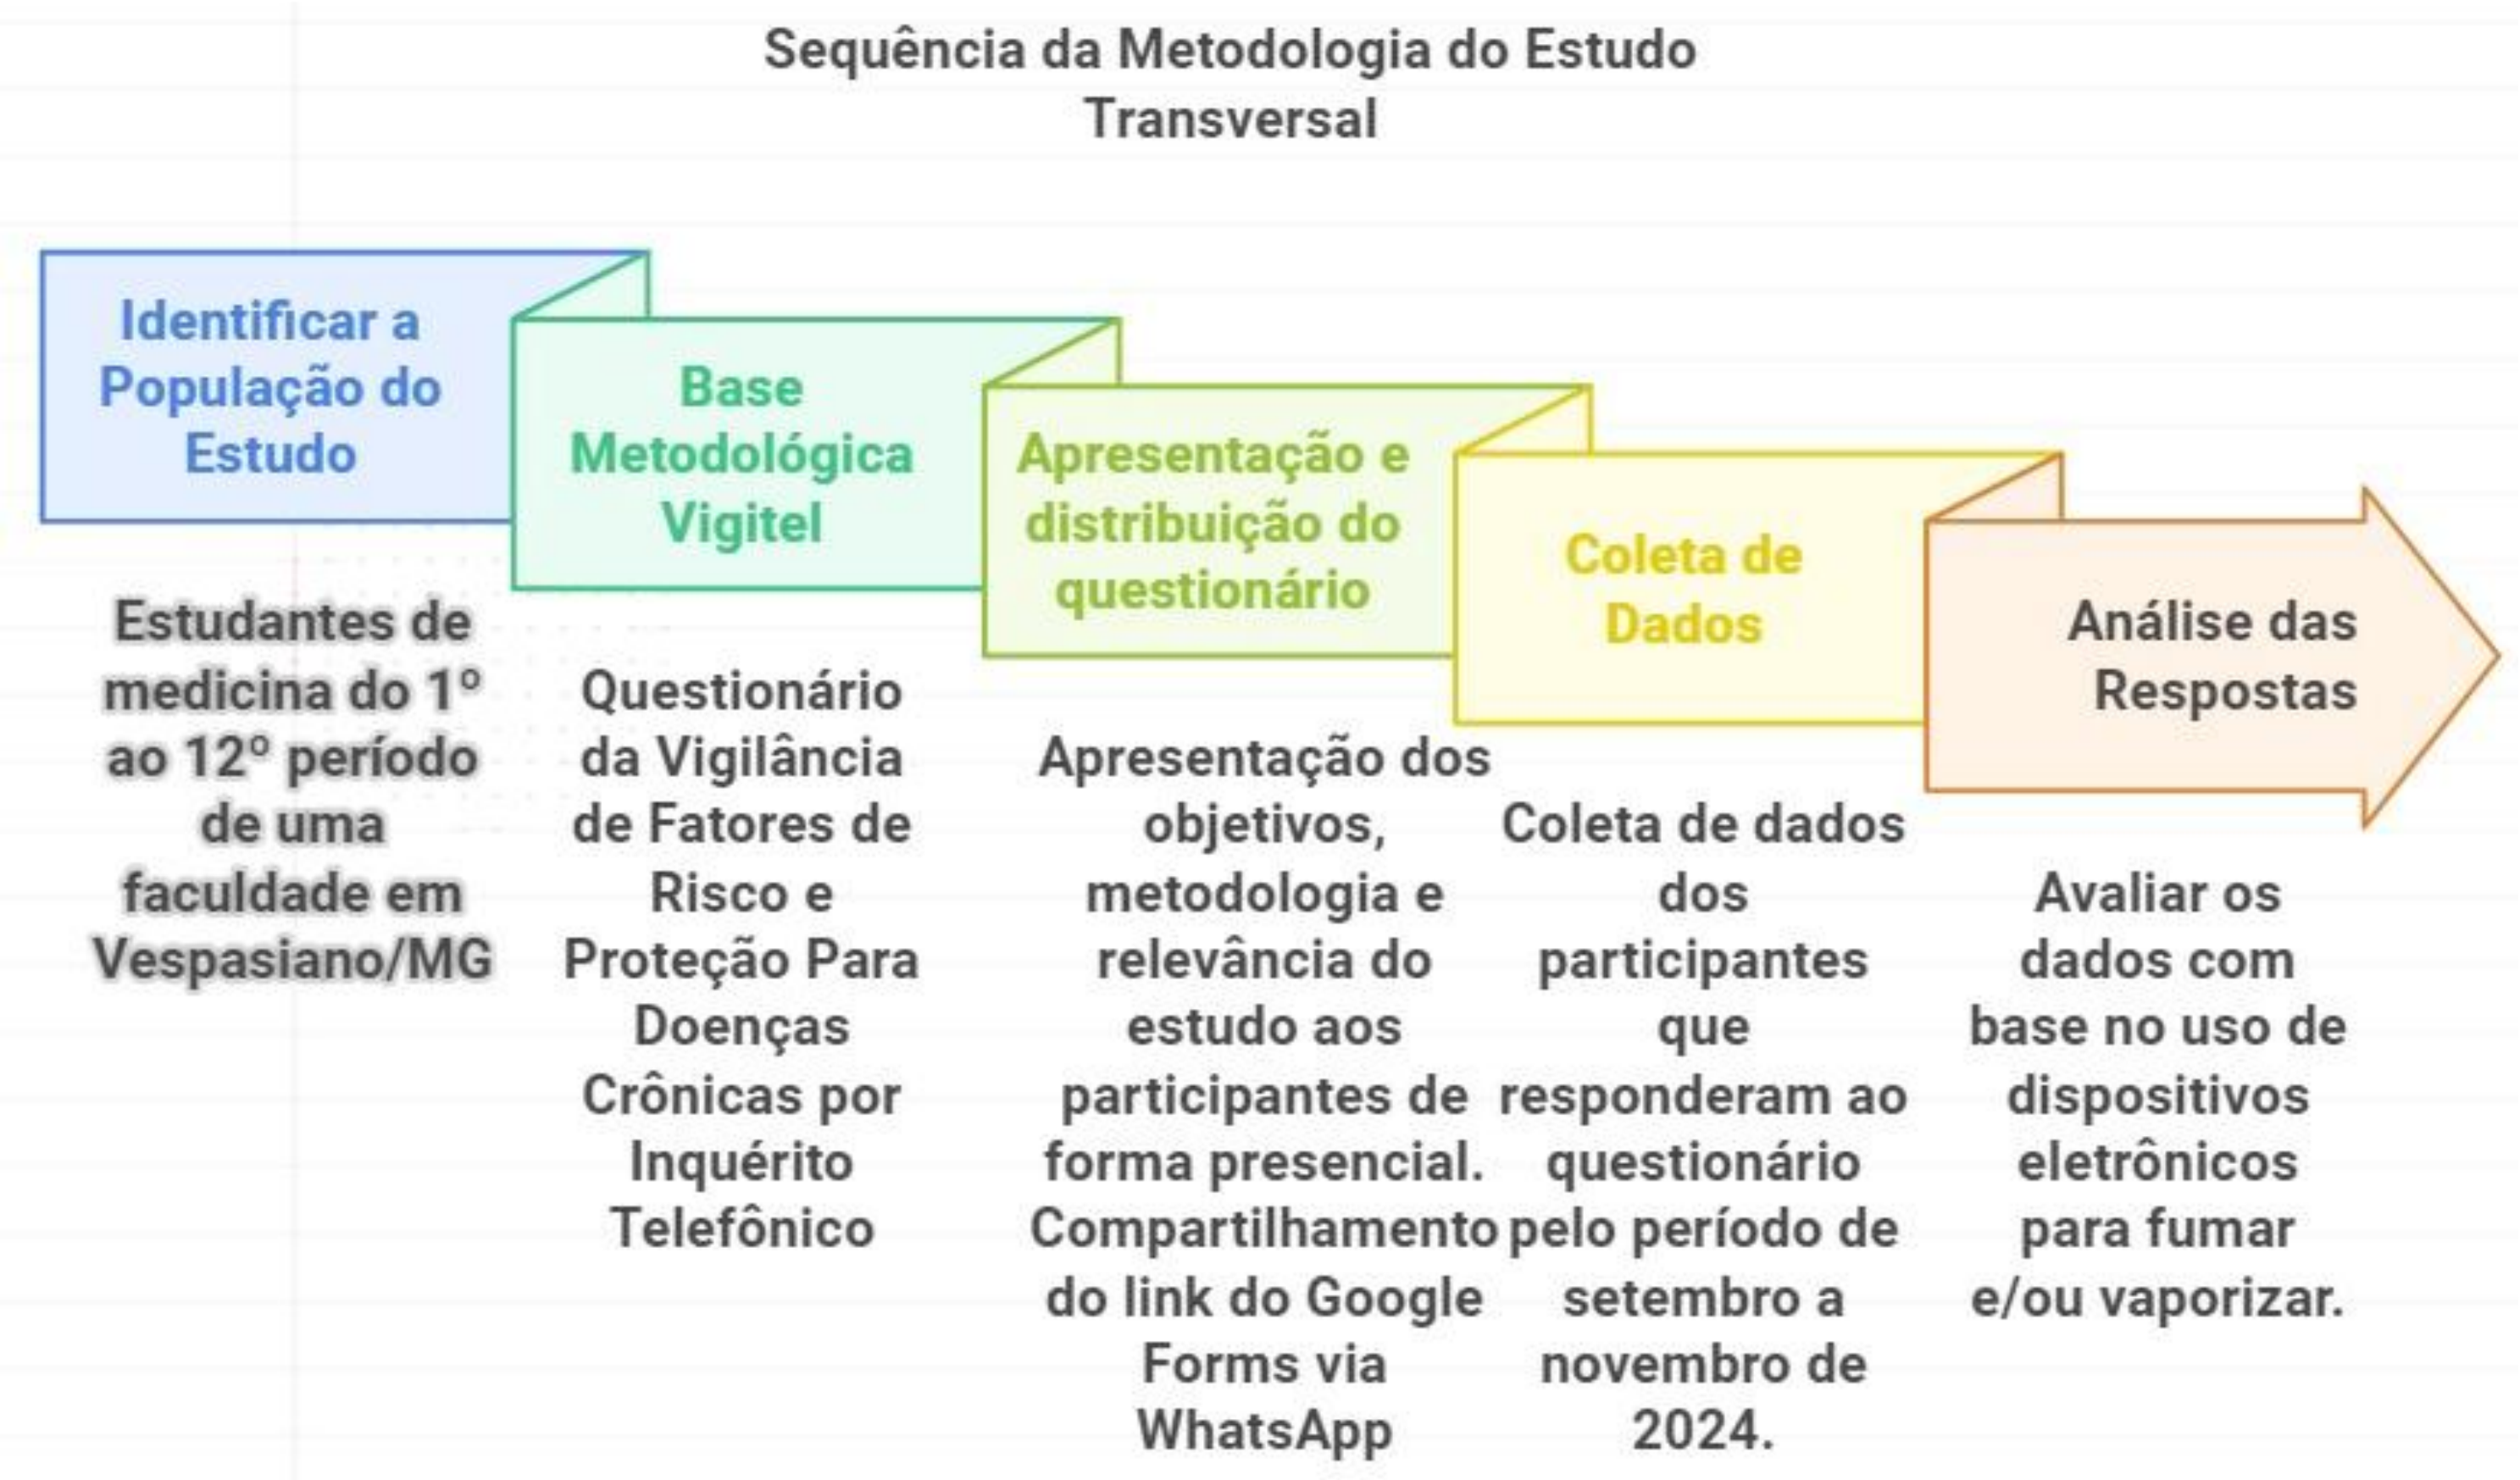 Sequência da Metodologia do Estudo
Transversal
Identificar a
População do
Estudo
Estudantes de
medicina do 1º
ao 12º período
de uma
faculdade em
Vespasiano/MG
Base
Metodológica
Vigitel
Questionário
da Vigilância
de Fatores de
Risco e
Proteção Para
Doenças
Crônicas por
Inquérito
Telefônico
Apresentação e
distribuição do
questionário
Apresentação dos
objetivos,
metodologia e
relevância do
estudo aos
participantes de
forma presencial.
Compartilhamento
do link do Google
Forms via
WhatsApp
Coleta de
Dados
Coleta de dados
dos
participantes
que
responderam ao
questionário
pelo período de
setembro a
novembro de
2024.
Análise das
Respostas
Avaliar os
dados com
base no uso de
dispositivos
eletrônicos
para fumar
e/ou vaporizar.